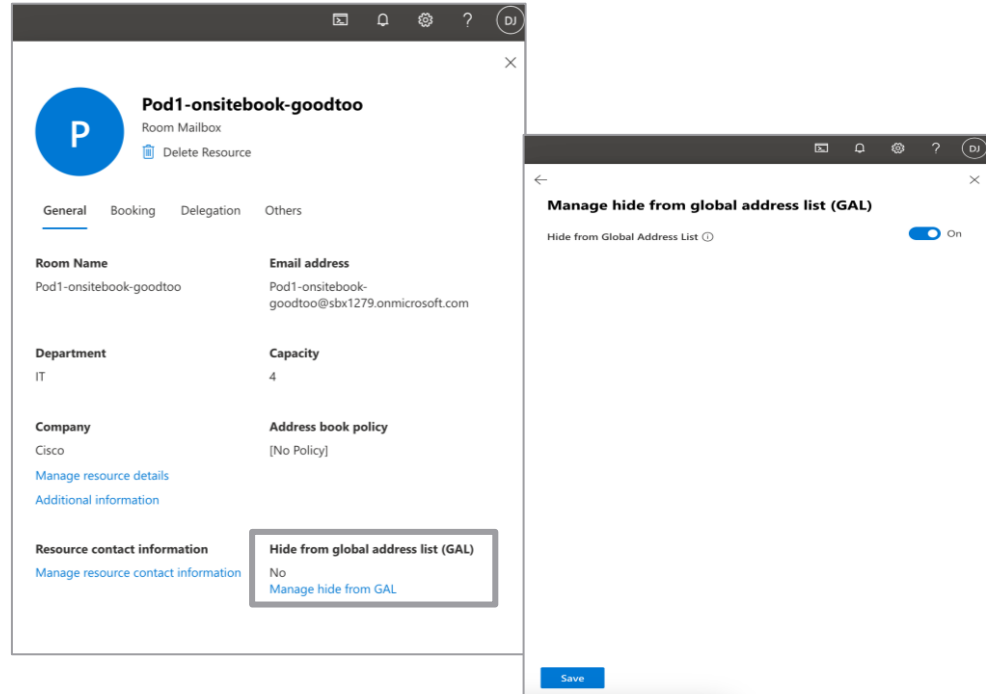 DJ
P
Pod1-onsitebook-goodtoo
Room Mailbox
Delete Resource
General Booking Delegation Others
Room Name
Pod1-onsitebook-goodtoo
Email address
Pod1-onsitebook-
goodtoo@sbx1279.onmicrosoft.com
Department
IT
Capacity
4
Company
Cisco
Manage resource details
Additional information
Address book policy
[No Policy]
Resource contact information
Manage resource contact information
Hide from global address list (GAL)
No
Manage hide from GAL
DJ
Manage hide from global address list (GAL)
Hide from Global Address List
On
Save